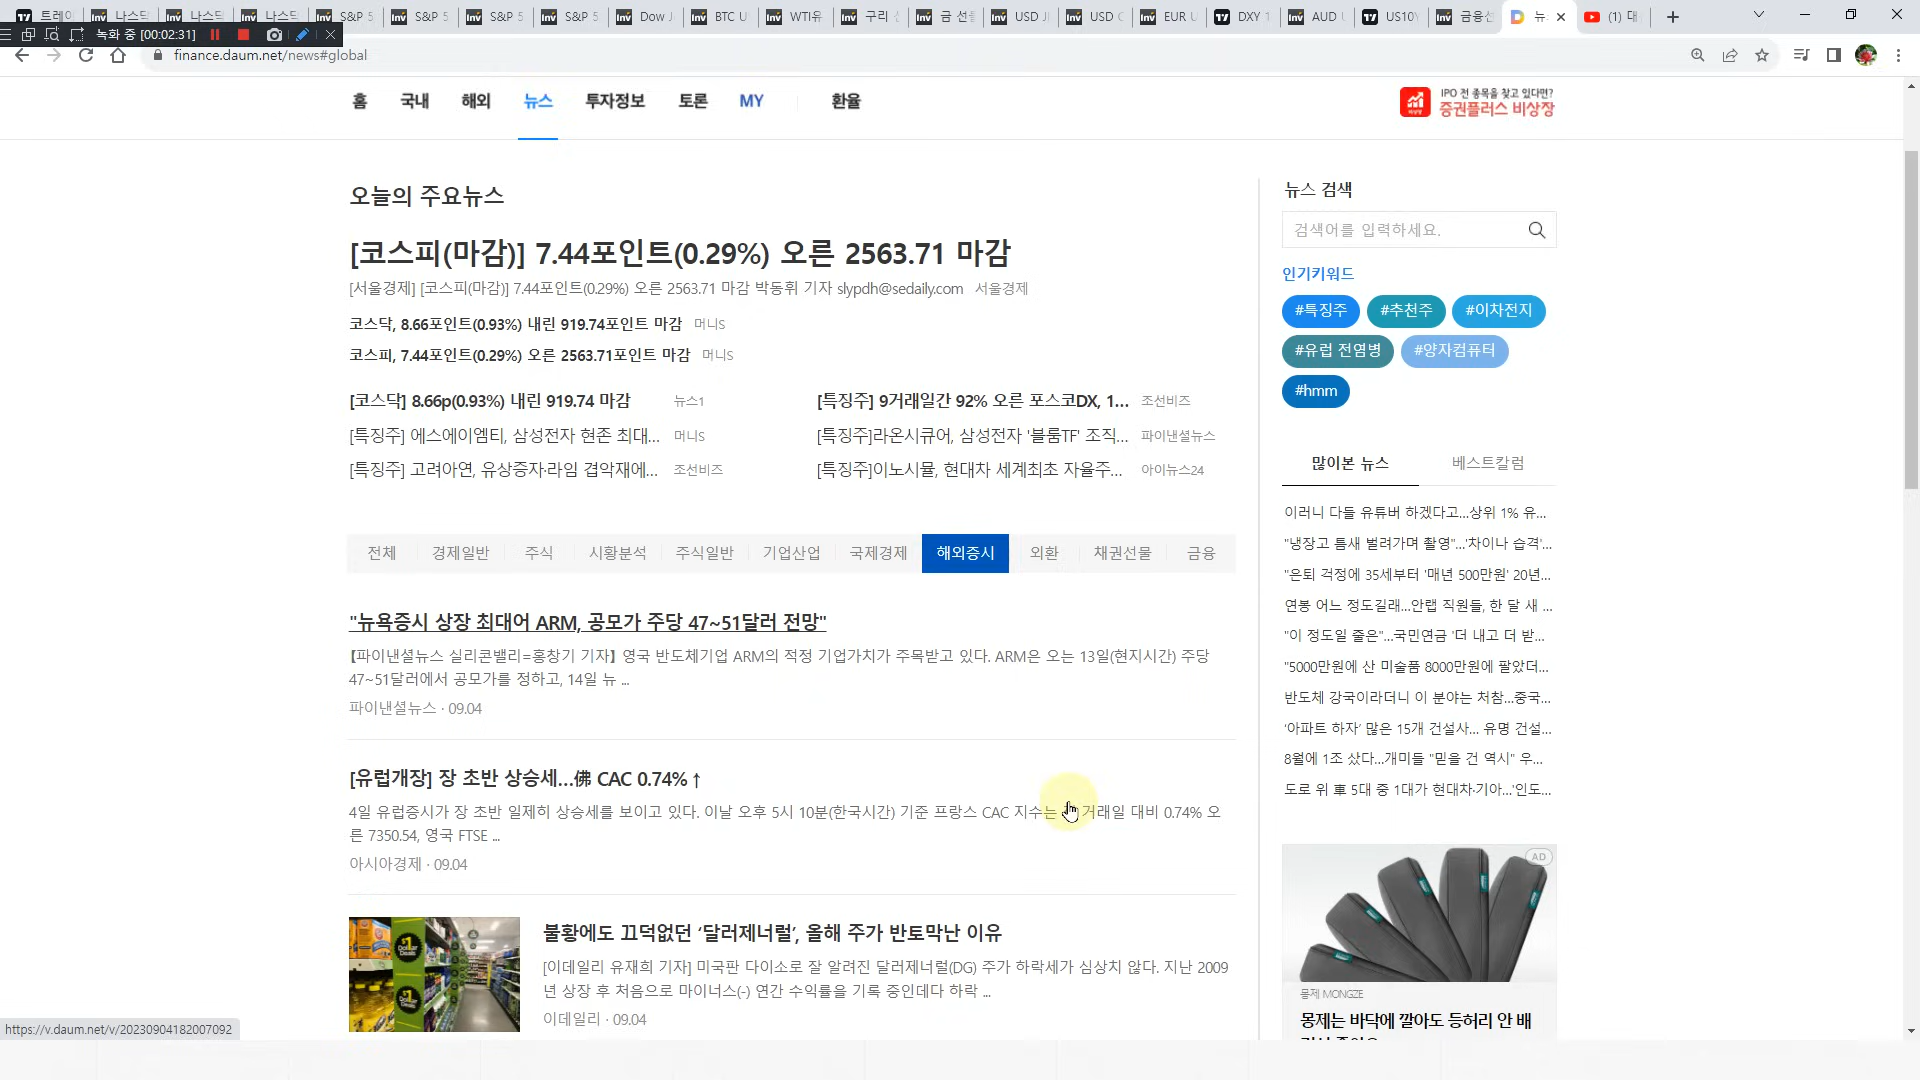 트레이
나스닥
나스닥
나스닥
S&P 5
S&P 5
S&P 5
S&P 5
Dow J
BTC U
WTI유
구리 선
금 선물
USD J
USD C
EUR U
DXY 1
AUD U
US10Y
금융선
뉴스
(1) 대
녹화 중 [00:02:31]
finance.daum.net/news#global
홈 국내 해외 뉴스 투자정보 토론 MY 환율
IPO 전 종목을 찾고 있다면?
증권플러스 비상장
오늘의 주요뉴스
[코스피(마감)] 7.44포인트(0.29%) 오른 2563.71 마감
[서울경제] [코스피(마감)] 7.44포인트(0.29%) 오른 2563.71 마감 박동휘 기자 slypdh@sedaily.com 서울경제
코스닥, 8.66포인트(0.93%) 내린 919.74포인트 마감 머니S
코스피, 7.44포인트(0.29%) 오른 2563.71포인트 마감 머니S
[코스닥] 8.66p(0.93%) 내린 919.74 마감 뉴스1
[특징주] 9거래일간 92% 오른 포스코DX, 1... 조선비즈
[특징주] 에스에이엠티, 삼성전자 현존 최대... 머니S
[특징주]라온시큐어, 삼성전자 '블룸TF' 조직... 파이낸셜뉴스
[특징주] 고려아연, 유상증자·라임 겹악재에... 조선비즈
[특징주]이노시뮬, 현대차 세계최초 자율주... 아이뉴스24
전체 경제일반 주식 시황분석 주식일반 기업산업 국제경제 해외증시 외환 채권선물 금융
"뉴욕증시 상장 최대어 ARM, 공모가 주당 47~51달러 전망"
【파이낸셜뉴스 실리콘밸리=홍창기 기자】 영국 반도체기업 ARM의 적정 기업가치가 주목받고 있다. ARM은 오는 13일(현지시간) 주당
47~51달러에서 공모가를 정하고, 14일 뉴 ...
파이낸셜뉴스 · 09.04
[유럽개장] 장 초반 상승세…佛 CAC 0.74%↑
4일 유럽증시가 장 초반 일제히 상승세를 보이고 있다. 이날 오후 5시 10분(한국시간) 기준 프랑스 CAC 지수는 거래일 대비 0.74% 오
른 7350.54, 영국 FTSE ...
아시아경제 · 09.04
불황에도 끄덕없던 ‘달러제너럴’, 올해 주가 반토막난 이유
[이데일리 유재희 기자] 미국판 다이소로 잘 알려진 달러제너럴(DG) 주가 하락세가 심상치 않다. 지난 2009
년 상장 후 처음으로 마이너스(-) 연간 수익률을 기록 중인데다 하락 ...
이데일리 · 09.04
뉴스 검색
검색어를 입력하세요.
인기키워드
#특징주 #추천주 #이차전지
#유럽 전염병 #양자컴퓨터
#hmm
많이본 뉴스 베스트칼럼
이러니 다들 유튜버 하겠다고...상위 1% 유...
"냉장고 틈새 벌려가며 촬영"...'차이나 습격'...
"은퇴 걱정에 35세부터 '매년 500만원' 20년...
연봉 어느 정도길래...안랩 직원들, 한 달 새 ...
"이 정도일 줄은"...국민연금 '더 내고 더 받...
"5000만원에 산 미술품 8000만원에 팔았더...
반도체 강국이라더니 이 분야는 처참...중국...
'아파트 하자' 많은 15개 건설사... 유명 건설...
8월에 1조 샀다...개미들 "믿을 건 역시" 우...
도로 위 車 5대 중 1대가 현대차·기아...'인도...
AD
몽제 MONGZE
몽제는 바닥에 깔아도 등허리 안 배
https://v.daum.net/v/20230904182007092